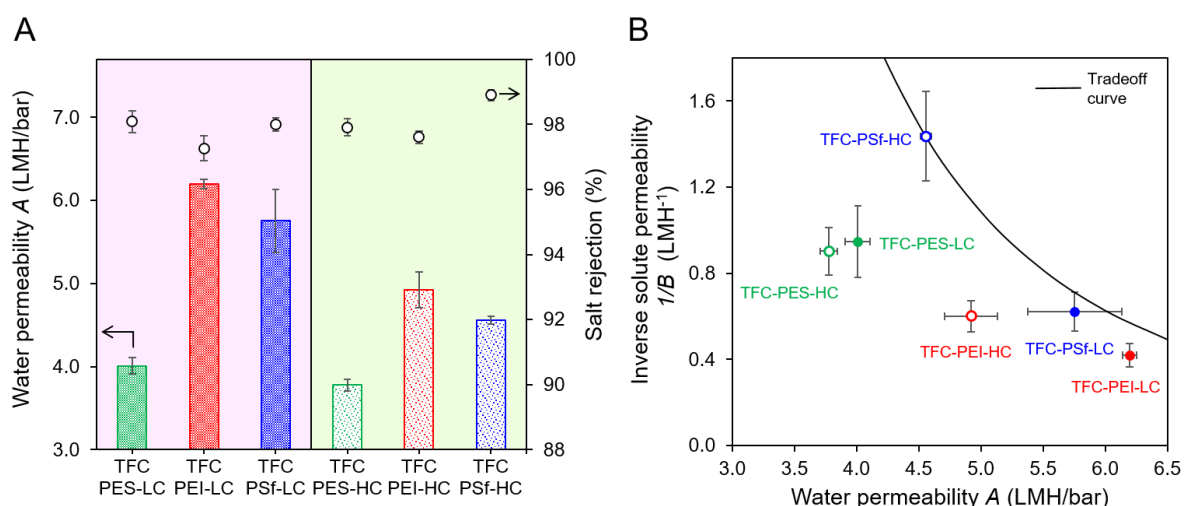 A
Water permeability A (LMH/bar)
7.0
6.0
5.0
4.0
3.0
100
98
96
94
92
90
88
Salt rejection (%)
TFC PES-LC
TFC PEI-LC
TFC PSf-LC
TFC PES-HC
TFC PEI-HC
TFC PSf-HC
B
Inverse solute permeability
1/B (LMH⁻¹)
1.6
1.2
0.8
0.4
0.0
Tradeoff
curve
TFC-PSf-HC
TFC-PES-LC
TFC-PES-HC
TFC-PEI-HC
TFC-PSf-LC
TFC-PEI-LC
3.0 3.5 4.0 4.5 5.0 5.5 6.0 6.5
Water permeability A (LMH/bar)